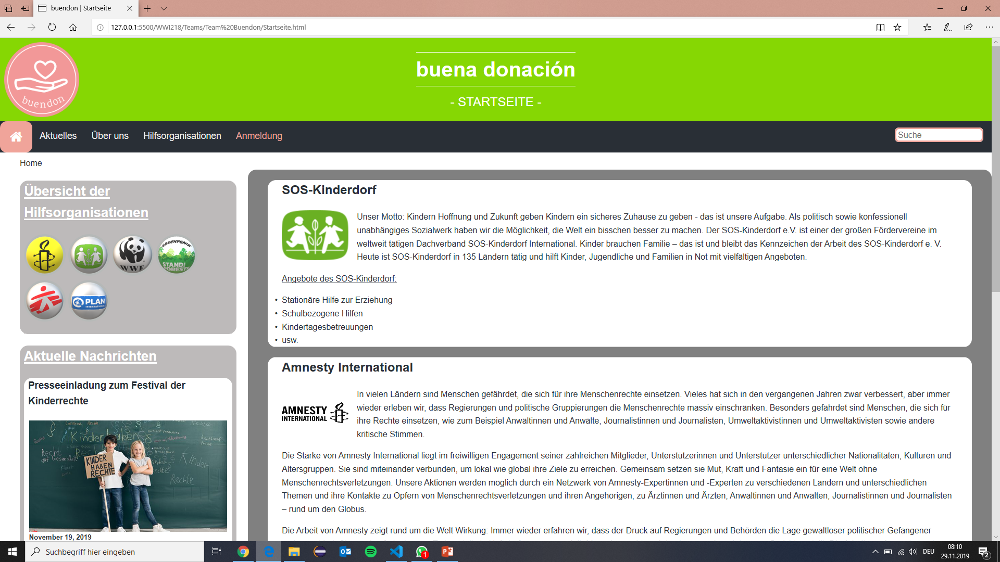 buendon | Startseite
127.0.0.1:5500/WWI218/Teams/Team%20Buendon/Startseite.html
buendon
buena donación
- STARTSEITE -
Aktuelles
Über uns
Hilfsorganisationen
Anmeldung
Suche
Home
Übersicht der
Hilfsorganisationen
WWF
GREENPEACE
STAND
FORESTS
PLAN
INTERNATIONAL
Aktuelle Nachrichten
Presseeinladung zum Festival der
Kinderrechte
Kinder haben
Recht
auf Gesundheit
KINDER
HABEN
RECHTE
Kinder
Rechte
November 19, 2019
SOS-Kinderdorf
Unser Motto: Kindern Hoffnung und Zukunft geben Kindern ein sicheres Zuhause zu geben - das ist unsere Aufgabe. Als politisch sowie konfessionell
unabhängiges Sozialwerk haben wir die Möglichkeit, die Welt ein bisschen besser zu machen. Der SOS-Kinderdorf e.V. ist einer der großen Fördervereine im
weltweit tätigen Dachverband SOS-Kinderdorf International. Kinder brauchen Familie – das ist und bleibt das Kennzeichen der Arbeit des SOS-Kinderdorf e. V.
Heute ist SOS-Kinderdorf in 135 Ländern tätig und hilft Kinder, Jugendliche und Familien in Not mit vielfältigen Angeboten.
Angebote des SOS-Kinderdorf:
• Stationäre Hilfe zur Erziehung
• Schulbezogene Hilfen
• Kindertagesbetreuungen
• usw.
Amnesty International
AMNESTY
INTERNATIONAL
In vielen Ländern sind Menschen gefährdet, die sich für ihre Menschenrechte einsetzen. Vieles hat sich in den vergangenen Jahren zwar verbessert, aber immer
wieder erleben wir, dass Regierungen und politische Gruppierungen die Menschenrechte massiv einschränken. Besonders gefährdet sind Menschen, die sich für
ihre Rechte einsetzen, wie zum Beispiel Anwältinnen und Anwälte, Journalistinnen und Journalisten, Umweltaktivistinnen und Umweltaktivisten sowie andere
kritische Stimmen.
Die Stärke von Amnesty International liegt im freiwilligen Engagement seiner zahlreichen Mitglieder, Unterstützerinnen und Unterstützer unterschiedlicher Nationalitäten, Kulturen und
Altersgruppen. Sie sind miteinander verbunden, um lokal wie global ihre Ziele zu erreichen. Gemeinsam setzen sie Mut, Kraft und Fantasie ein für eine Welt ohne
Menschenrechtsverletzungen. Unsere Aktionen werden möglich durch ein Netzwerk von Amnesty-Expertinnen und -Experten zu verschiedenen Ländern und unterschiedlichen
Themen und ihre Kontakte zu Opfern von Menschenrechtsverletzungen und ihren Angehörigen, zu Ärztinnen und Ärzten, Anwältinnen und Anwälten, Journalistinnen und Journalisten
– rund um den Globus.
Die Arbeit von Amnesty zeigt rund um die Welt Wirkung: Immer wieder erfahren wir, dass der Druck auf Regierungen und Behörden die Lage gewaltloser politischer Gefangener
Suchbegriff hier eingeben
1
DEU
08:10
29.11.2019
2